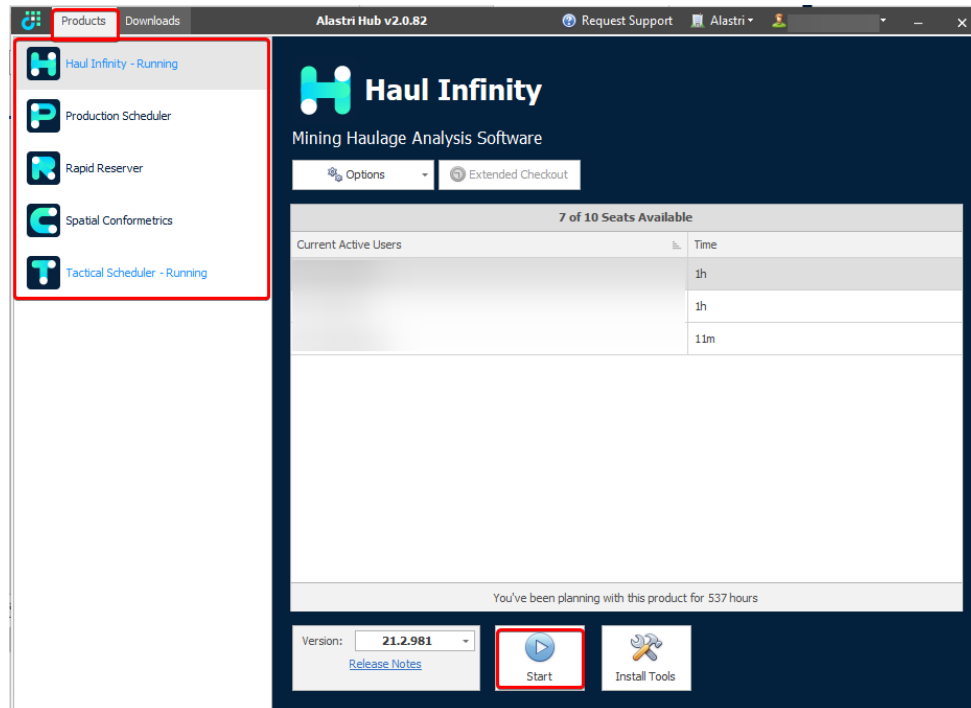 Products Downloads Alastri Hub v2.0.82 Request Support Alastri
Haul Infinity - Running
Production Scheduler
Rapid Reserver
Spatial Conformetrics
Tactical Scheduler - Running
Haul Infinity
Mining Haulage Analysis Software
Options Extended Checkout
7 of 10 Seats Available
Current Active Users Time
1h
1h
11m
You've been planning with this product for 537 hours
Version: 21.2.981
Release Notes
Start Install Tools